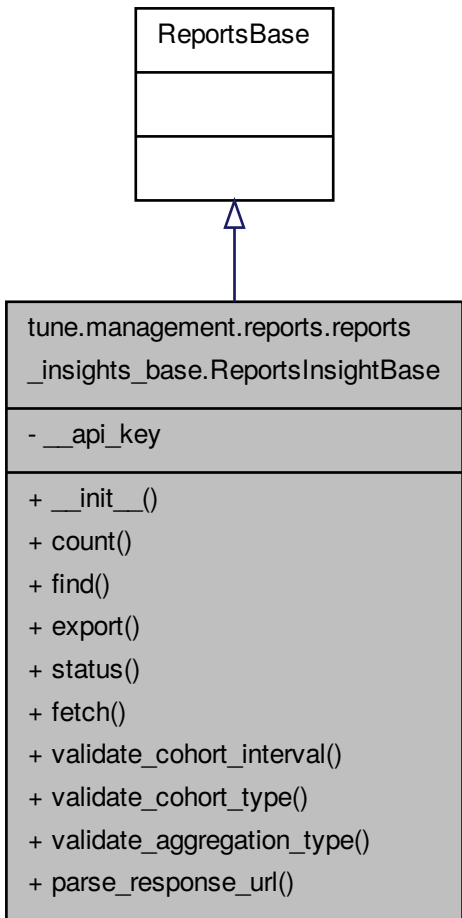 ReportsBase
tune.management.reports.reports
_insights_base.ReportsInsightBase
- __api_key
+ __init__()
+ count()
+ find()
+ export()
+ status()
+ fetch()
+ validate_cohort_interval()
+ validate_cohort_type()
+ validate_aggregation_type()
+ parse_response_url()